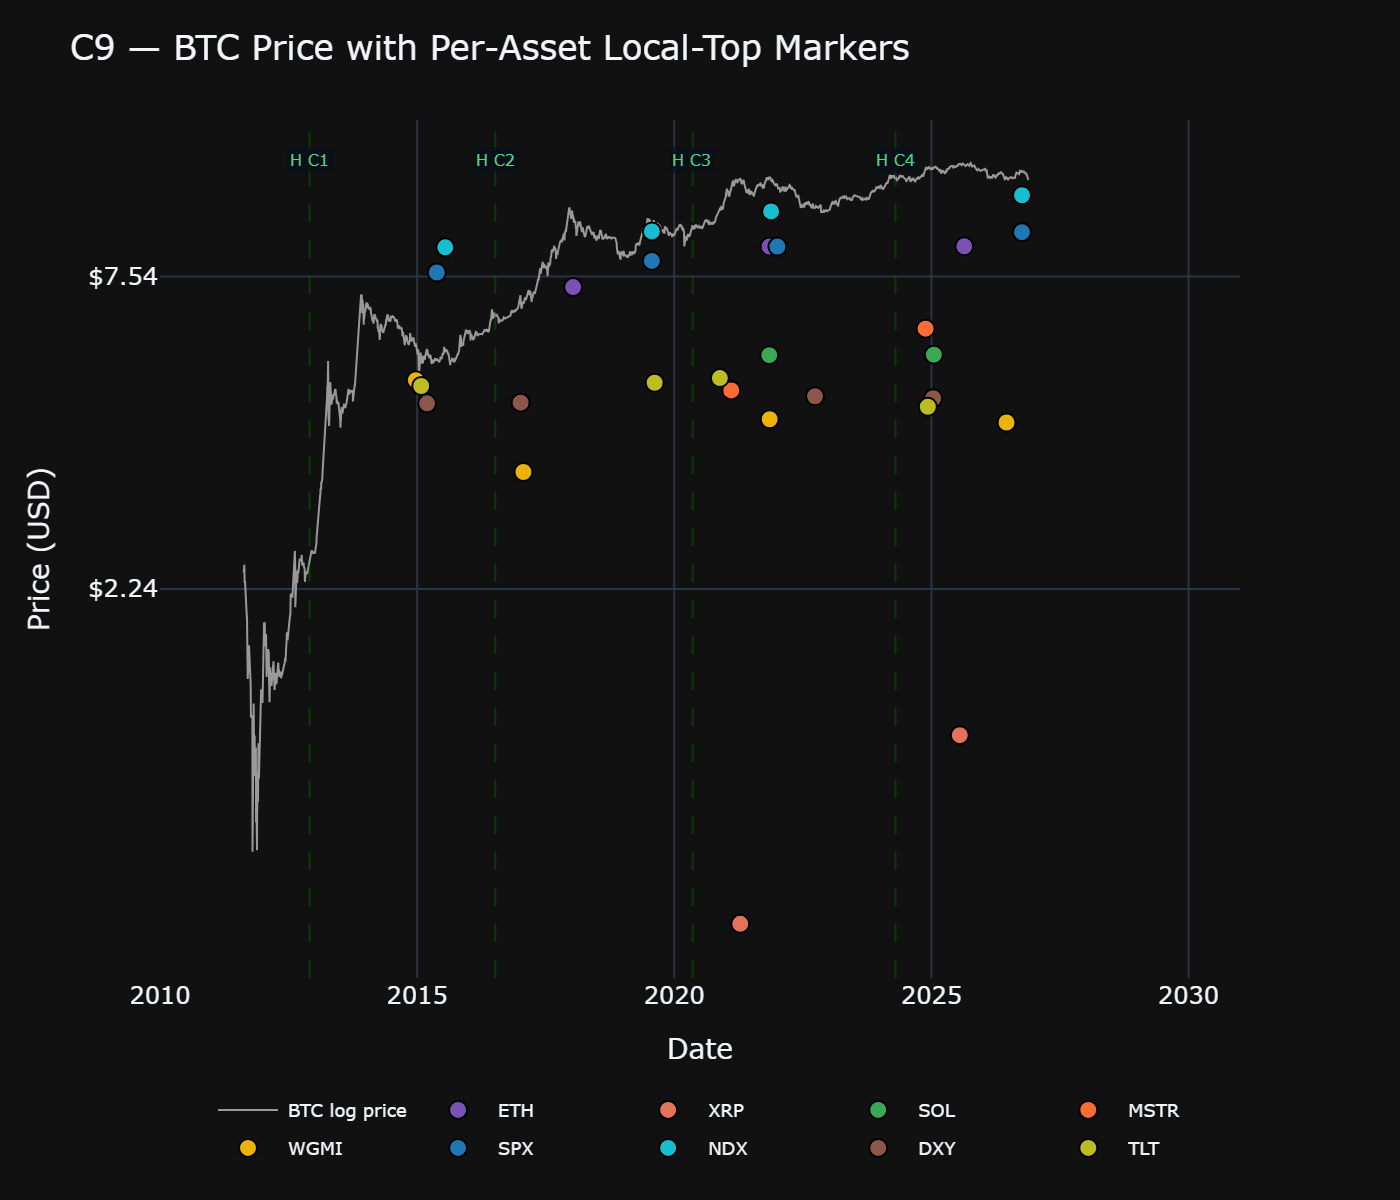 C9 — BTC Price with Per-Asset Local-Top Markers
H C1 H C2 H C3 H C4
$7.54
$2.24
Price (USD)
2010 2015 2020 2025 2030
Date
BTC log price ETH XRP SOL MSTR
WGMI SPX NDX DXY TLT